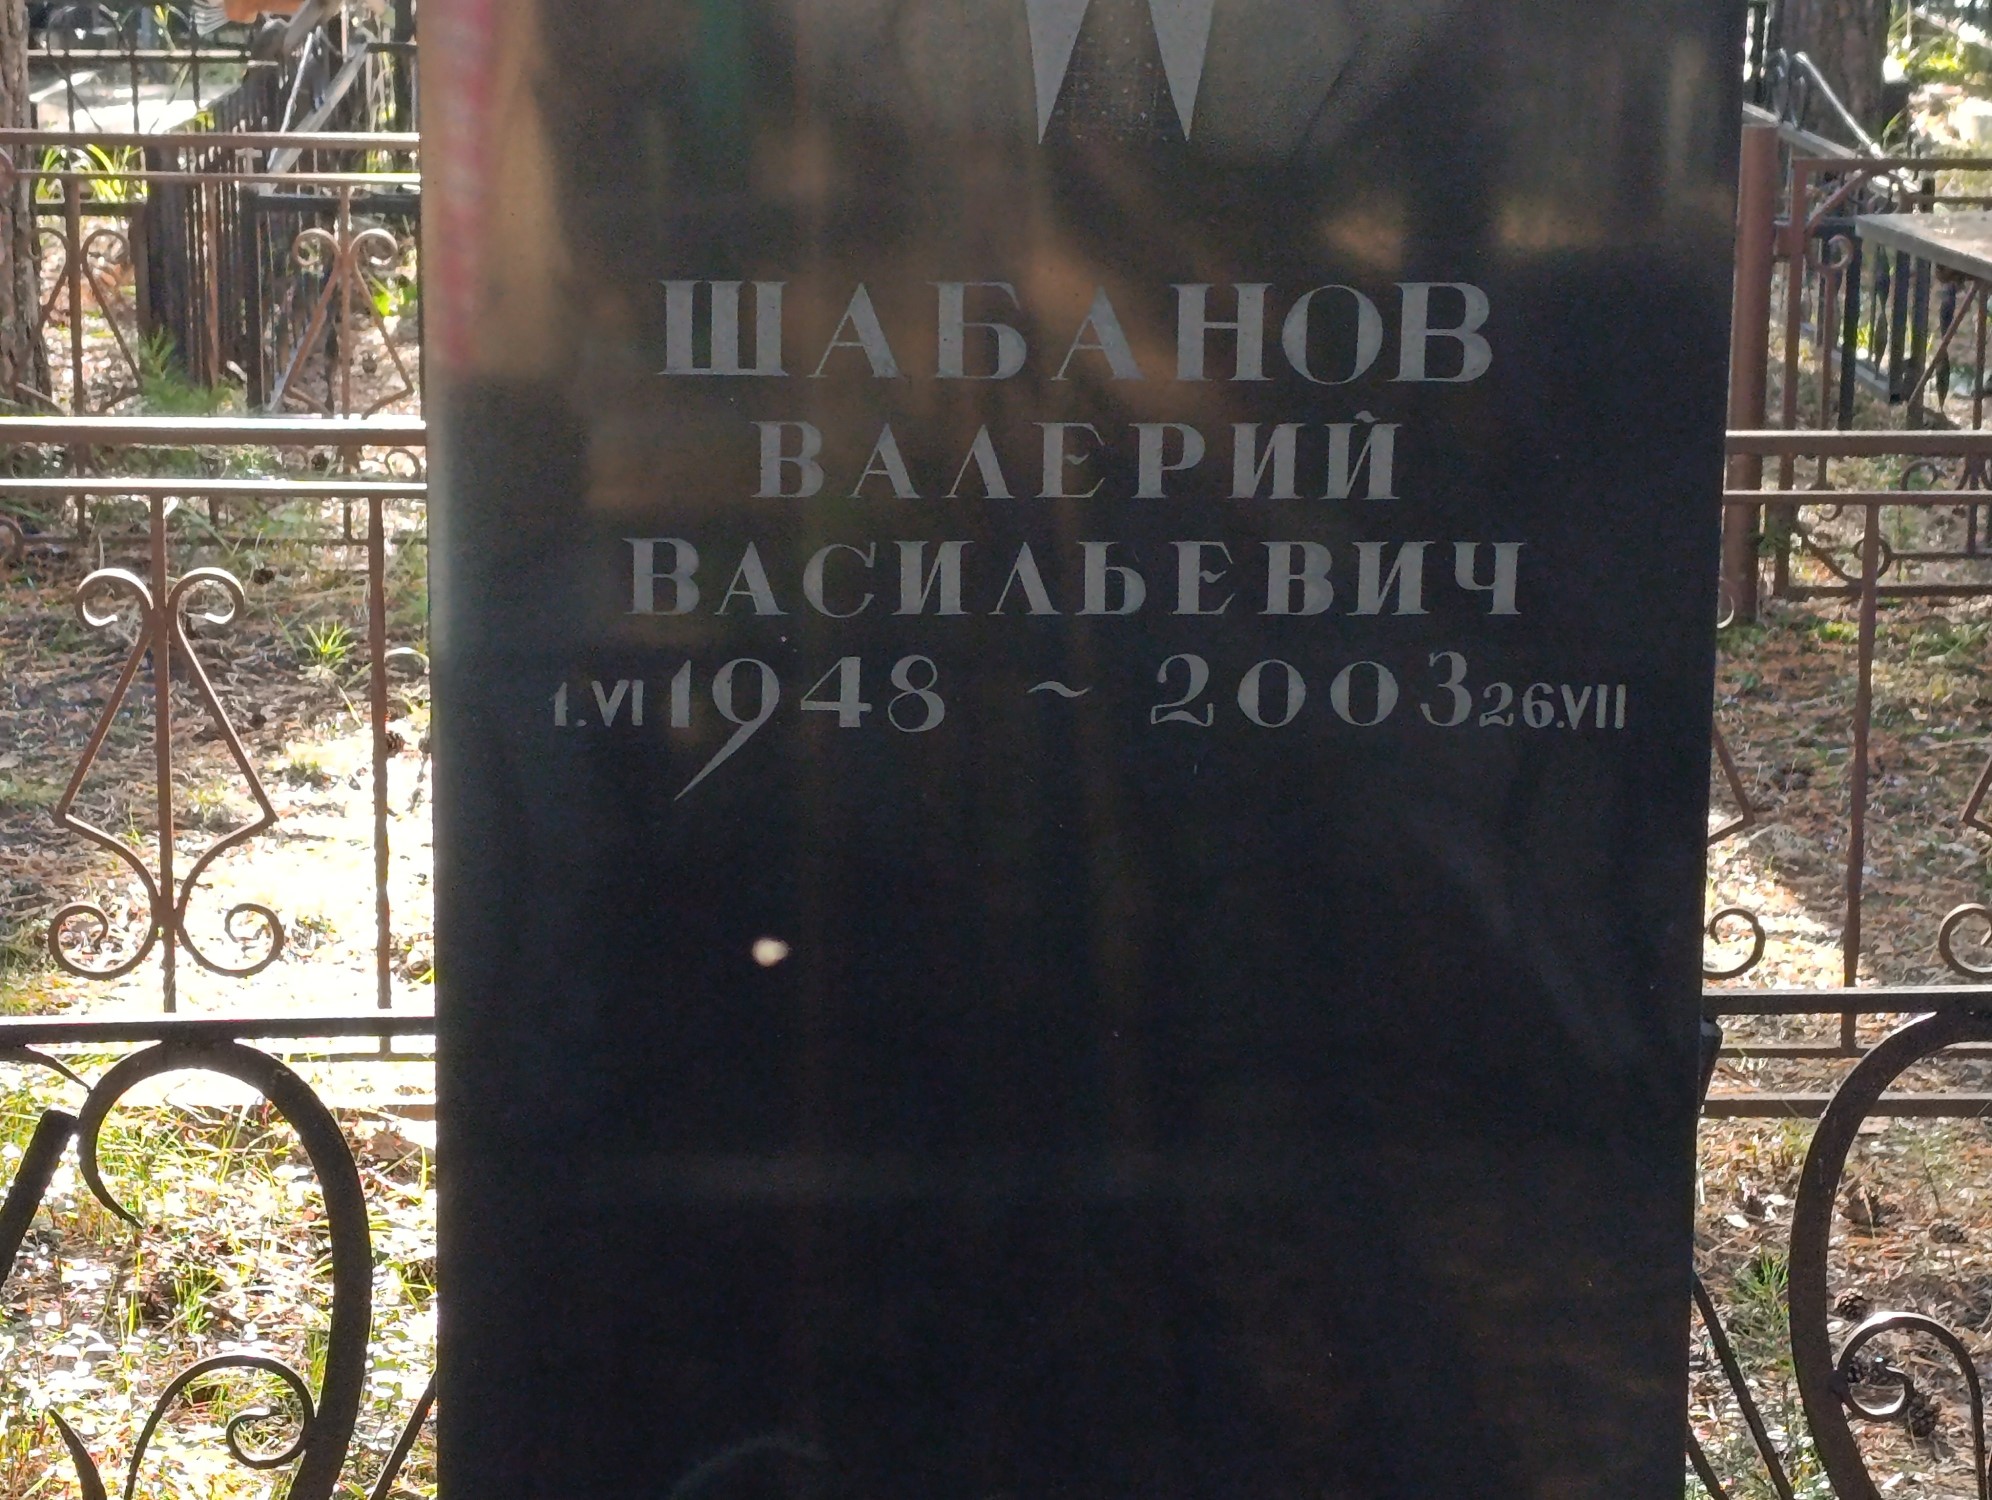 ШАБАНОВ
ВАЛЕРИЙ
ВАСИЛЬЕВИЧ
1.VI 1948 ~ 2003 26.VII